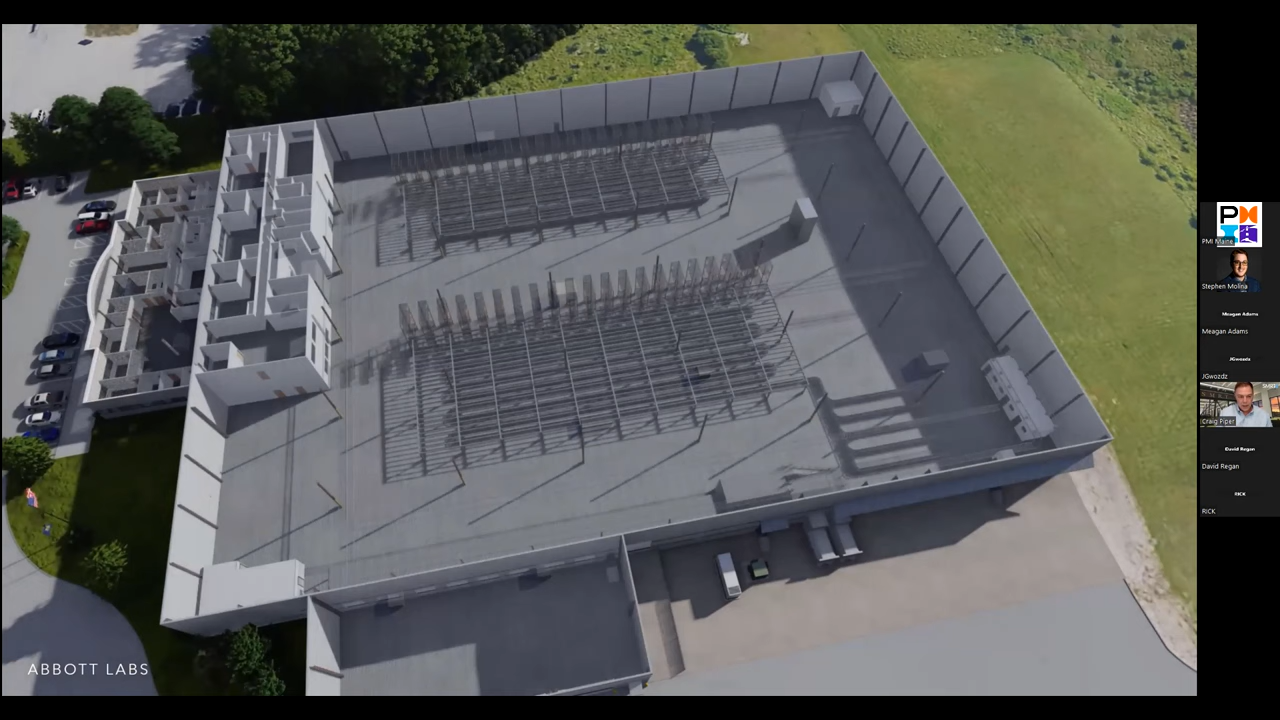 ABBOTT LABS
PMI Maine
Stephen Molina
Meagan Adams
Meagan Adams
JGwozdz
JGwozdz
Craig Piper
David Regan
David Regan
RICK
RICK